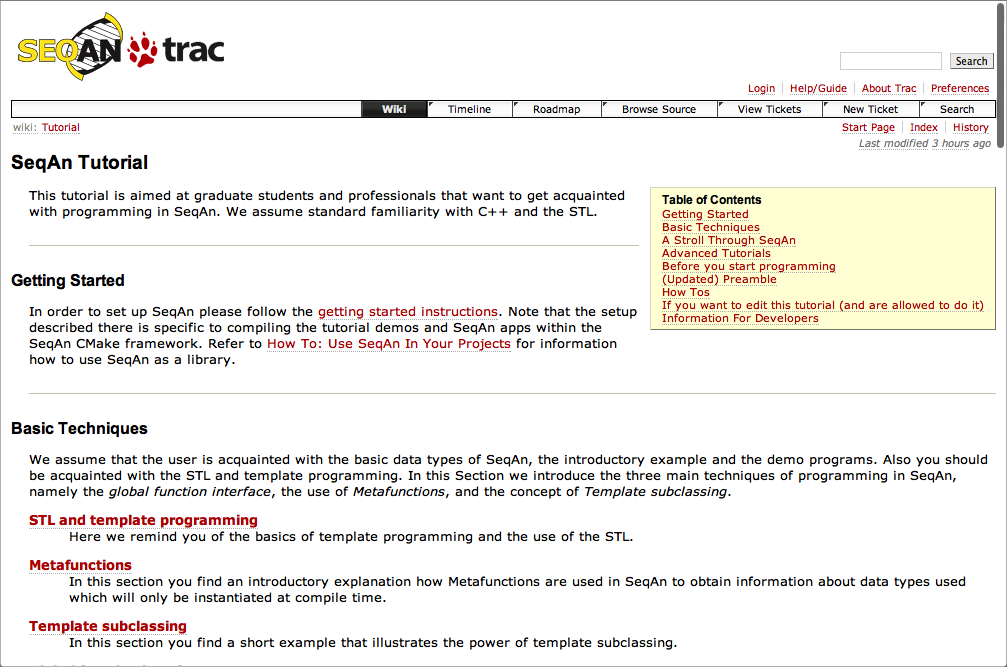 SEQAN trac
Search
Login Help/Guide About Trac Preferences
Wiki Timeline Roadmap Browse Source View Tickets New Ticket Search
wiki: Tutorial
Start Page Index History
Last modified 3 hours ago
SeqAn Tutorial
This tutorial is aimed at graduate students and professionals that want to get acquainted
with programming in SeqAn. We assume standard familiarity with C++ and the STL.
Table of Contents
Getting Started
Basic Techniques
A Stroll Through SeqAn
Advanced Tutorials
Before you start programming
(Updated) Preamble
How Tos
If you want to edit this tutorial (and are allowed to do it)
Information For Developers
Getting Started
In order to set up SeqAn please follow the getting started instructions. Note that the setup
described there is specific to compiling the tutorial demos and SeqAn apps within the
SeqAn CMake framework. Refer to How To: Use SeqAn In Your Projects for information
how to use SeqAn as a library.
Basic Techniques
We assume that the user is acquainted with the basic data types of SeqAn, the introductory example and the demo programs. Also you should
be acquainted with the STL and template programming. In this Section we introduce the three main techniques of programming in SeqAn,
namely the global function interface, the use of Metafunctions, and the concept of Template subclassing.
STL and template programming
Here we remind you of the basics of template programming and the use of the STL.
Metafunctions
In this section you find an introductory explanation how Metafunctions are used in SeqAn to obtain information about data types used
which will only be instantiated at compile time.
Template subclassing
In this section you find a short example that illustrates the power of template subclassing.